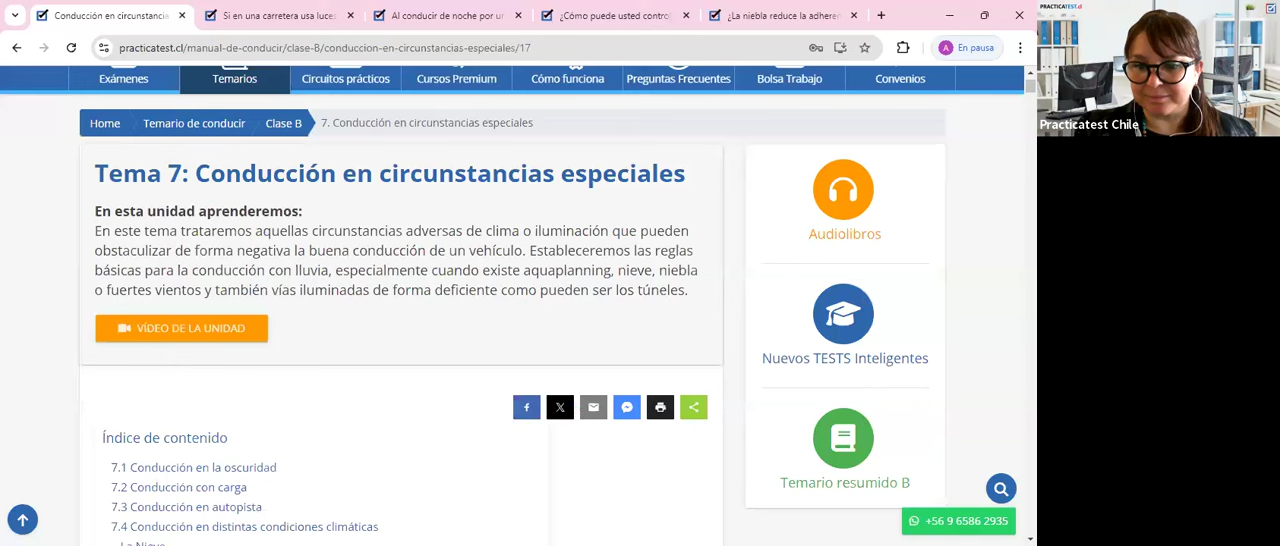 Conducción en circunstancia
Si en una carretera usa luces
Al conducir de noche por un
¿Cómo puede usted control
¿La niebla reduce la adheren
practicatest.cl/manual-de-conducir/clase-B/conduccion-en-circunstancias-especiales/17
A En pausa
Exámenes
Temarios
Circuitos prácticos
Cursos Premium
Cómo funciona
Preguntas Frecuentes
Bolsa Trabajo
Convenios
Home
Temario de conducir
Clase B
7. Conducción en circunstancias especiales
Tema 7: Conducción en circunstancias especiales
En esta unidad aprenderemos:
En este tema trataremos aquellas circunstancias adversas de clima o iluminación que pueden
obstaculizar de forma negativa la buena conducción de un vehículo. Estableceremos las reglas
básicas para la conducción con lluvia, especialmente cuando existe aquaplanning, nieve, niebla
o fuertes vientos y también vías iluminadas de forma deficiente como pueden ser los túneles.
VÍDEO DE LA UNIDAD
Índice de contenido
7.1 Conducción en la oscuridad
7.2 Conducción con carga
7.3 Conducción en autopista
7.4 Conducción en distintas condiciones climáticas
La Nieve
Audiolibros
Nuevos TESTS Inteligentes
Temario resumido B
+56 9 6586 2935
PRACTICATEST.CL
Practicatest Chile